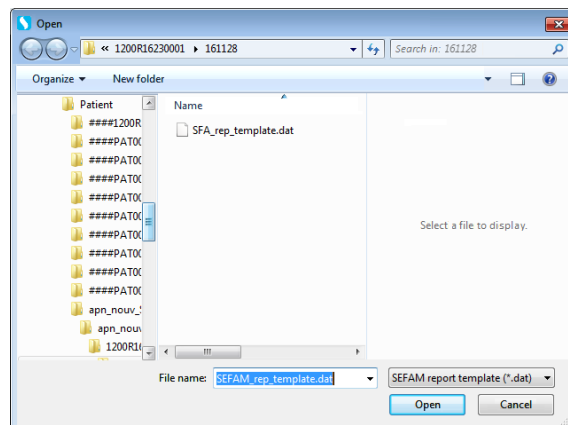 Open
« 1200R16230001 ▸ 161128
Search in: 161128
Organize
New folder
Patient
####1200R
####PAT00
####PAT00
####PAT00
####PAT00
####PAT00
####PAT00
####PAT00
####PAT00
####PAT00
apn_nouv_S
apn_nouv
1200R16
Name
SFA_rep_template.dat
Select a file to display.
File name:
SEFAM_rep_template.dat
SEFAM report template (*.dat)
Open
Cancel